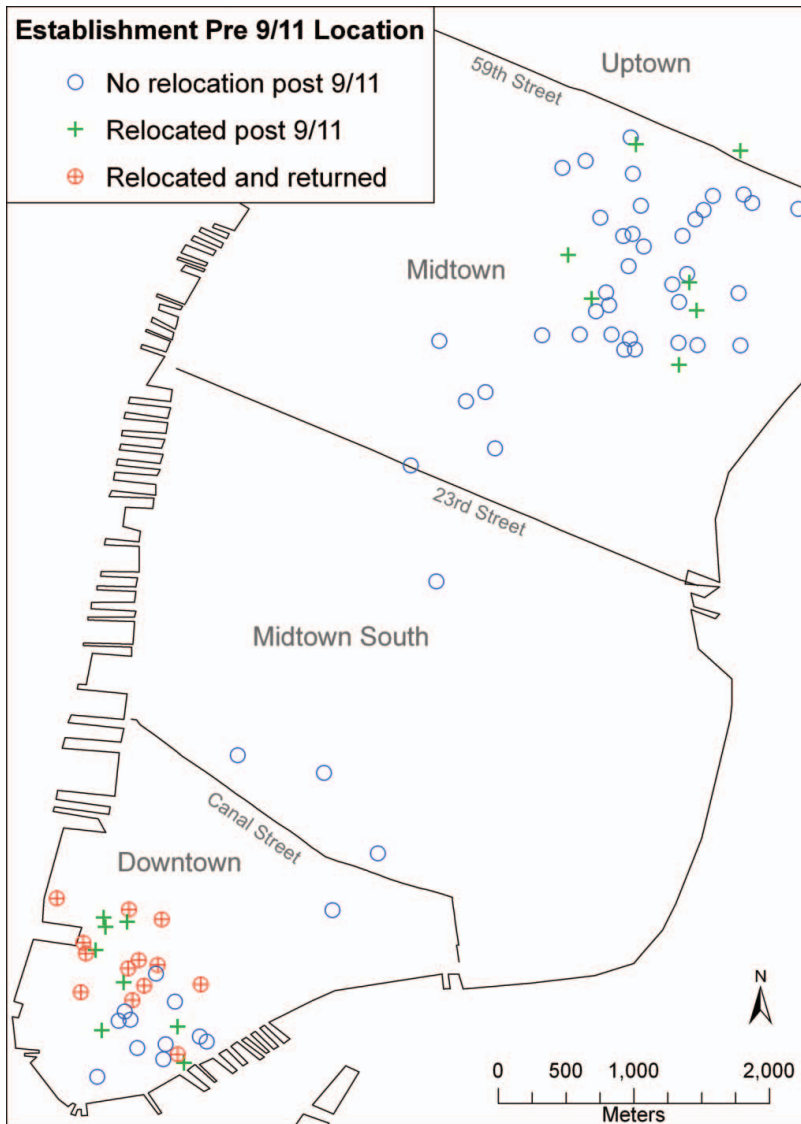 Establishment Pre 9/11 Location
No relocation post 9/11
Relocated post 9/11
Relocated and returned
59th Street
Uptown
Midtown
23rd Street
Midtown South
Canal Street
Downtown
N
0 500 1,000 2,000
Meters